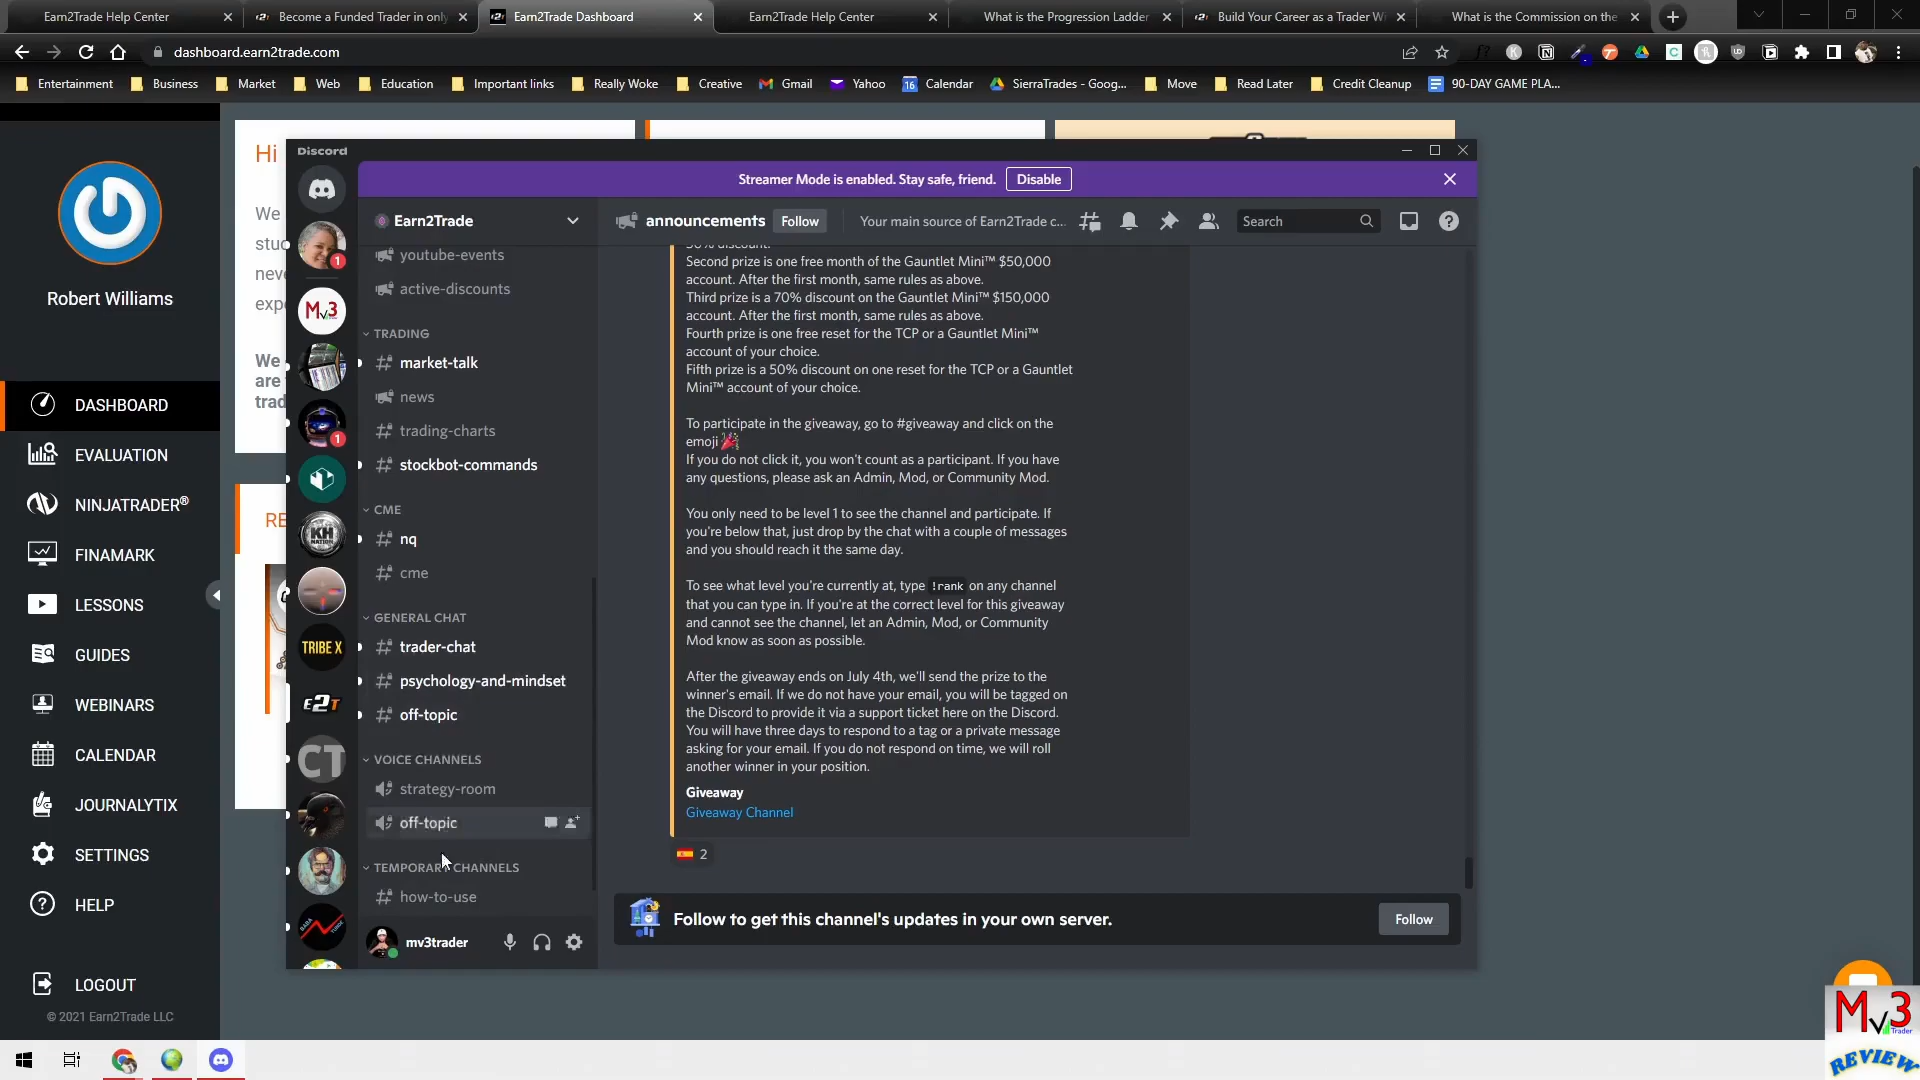 Earn2Trade Help Center
Become a Funded Trader in only
Earn2Trade Dashboard
Earn2Trade Help Center
What is the Progression Ladder
Build Your Career as a Trader W
What is the Commission on the
dashboard.earn2trade.com
Entertainment
Business
Market
Web
Education
Important links
Really Woke
Creative
Gmail
Yahoo
16
Calendar
SierraTrades - Goog...
Move
Read Later
Credit Cleanup
90-DAY GAME PLA...
Robert Williams
DASHBOARD
EVALUATION
NINJATRADER®
FINAMARK
LESSONS
GUIDES
WEBINARS
CALENDAR
JOURNALYTIX
SETTINGS
HELP
LOGOUT
© 2021 Earn2Trade LLC
Hi
We
stu
nev
exp
We
are
trad
RE
Discord
Streamer Mode is enabled. Stay safe, friend.
Disable
1
Mv3
1
KH
TRIBE X
E2T
CT
Earn2Trade
youtube-events
active-discounts
TRADING
market-talk
news
trading-charts
stockbot-commands
CME
nq
cme
GENERAL CHAT
trader-chat
psychology-and-mindset
off-topic
VOICE CHANNELS
strategy-room
off-topic
TEMPORARY CHANNELS
how-to-use
mv3trader
announcements
Follow
Your main source of Earn2Trade c...
Search
50% discount.
Second prize is one free month of the Gauntlet Mini™ $50,000
account. After the first month, same rules as above.
Third prize is a 70% discount on the Gauntlet Mini™ $150,000
account. After the first month, same rules as above.
Fourth prize is one free reset for the TCP or a Gauntlet Mini™
account of your choice.
Fifth prize is a 50% discount on one reset for the TCP or a Gauntlet
Mini™ account of your choice.
To participate in the giveaway, go to #giveaway and click on the
emoji 🎉
If you do not click it, you won't count as a participant. If you have
any questions, please ask an Admin, Mod, or Community Mod.
You only need to be level 1 to see the channel and participate. If
you're below that, just drop by the chat with a couple of messages
and you should reach it the same day.
To see what level you're currently at, type !rank on any channel
that you can type in. If you're at the correct level for this giveaway
and cannot see the channel, let an Admin, Mod, or Community
Mod know as soon as possible.
After the giveaway ends on July 4th, we'll send the prize to the
winner's email. If we do not have your email, you will be tagged on
the Discord to provide it via a support ticket here on the Discord.
You will have three days to respond to a tag or a private message
asking for your email. If you do not respond on time, we will roll
another winner in your position.
Giveaway
Giveaway Channel
2
Follow to get this channel's updates in your own server.
Follow
Mv3
Trader
REVIEW